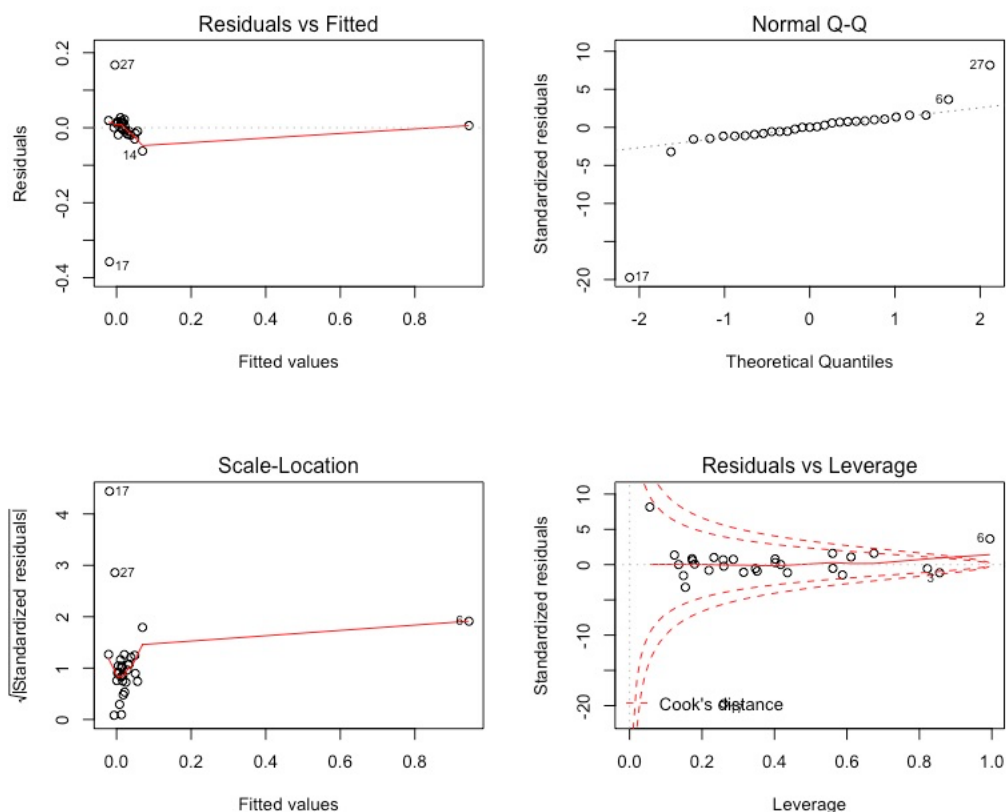 Residuals vs Fitted
Residuals
0.2
0.0
-0.2
-0.4
27
14
17
0.0 0.2 0.4 0.6 0.8
Fitted values
Normal Q-Q
Standardized residuals
10
5
0
-5
-10
-20
27
6
17
-2 -1 0 1 2
Theoretical Quantiles
Scale-Location
√|Standardized residuals|
4
3
2
1
0
17
27
6
0.0 0.2 0.4 0.6 0.8
Fitted values
Residuals vs Leverage
Standardized residuals
10
5
0
-10
-20
6
3
Cook's distance
17
0.0 0.2 0.4 0.6 0.8 1.0
Leverage